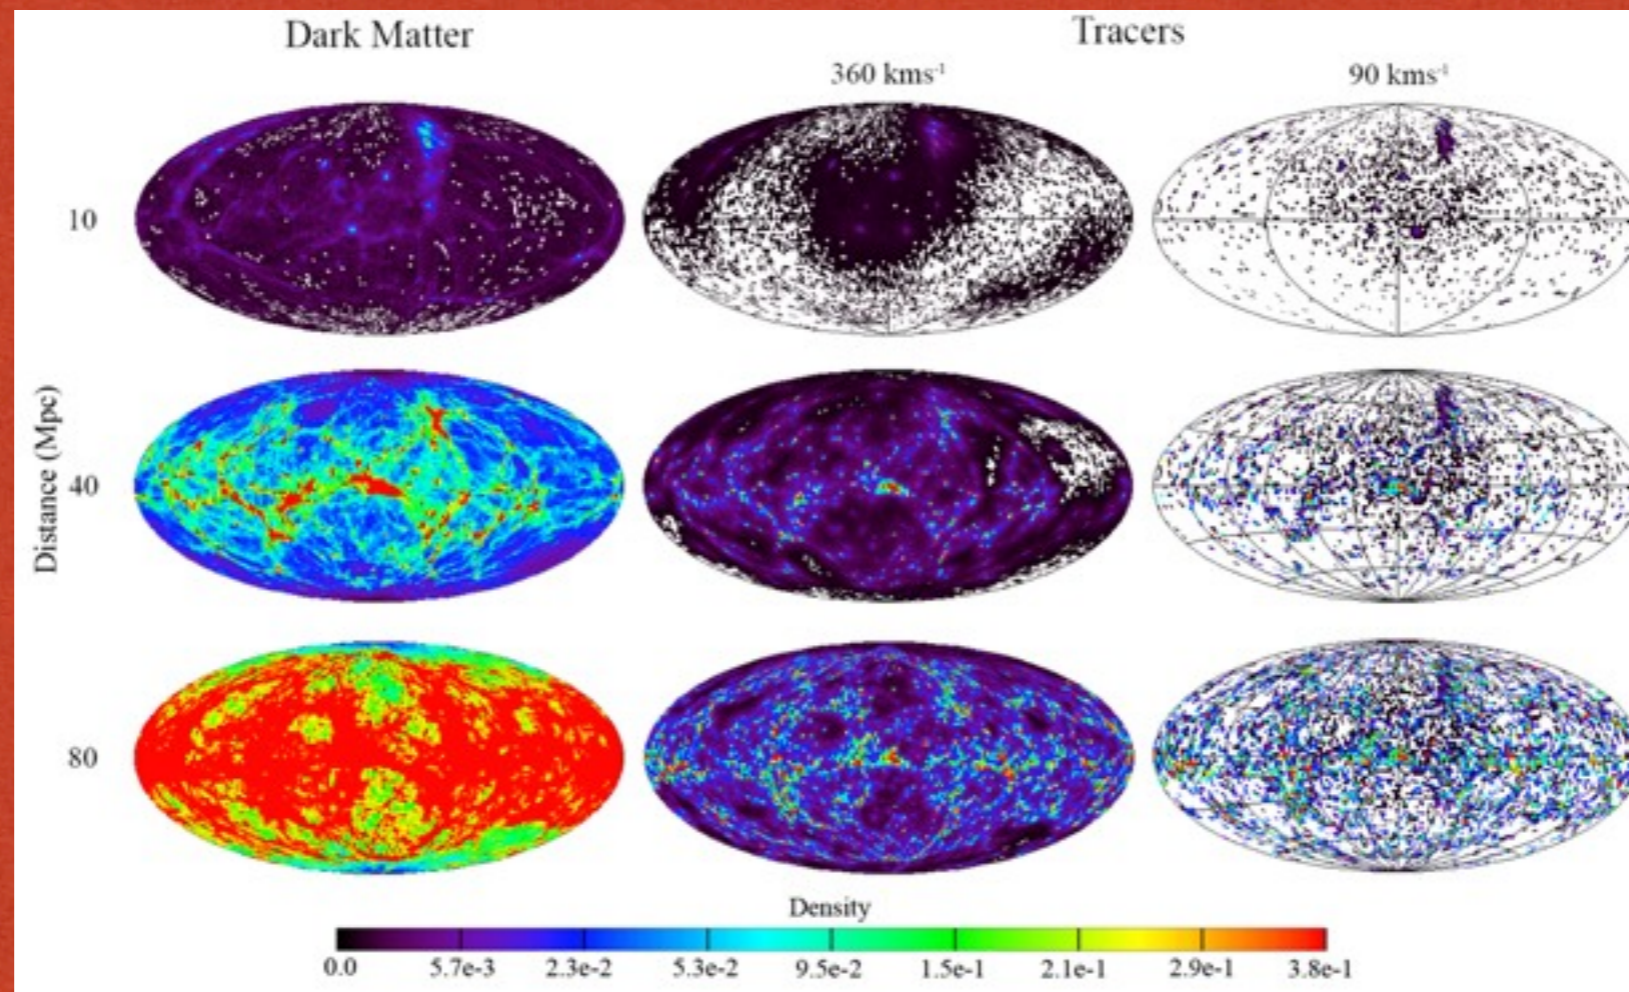 Dark Matter
Tracers
360 kms⁻¹
90 kms⁻¹
Distance (Mpc)
10
40
80
Density
0.0 5.7e-3 2.3e-2 5.3e-2 9.5e-2 1.5e-1 2.1e-1 2.9e-1 3.8e-1